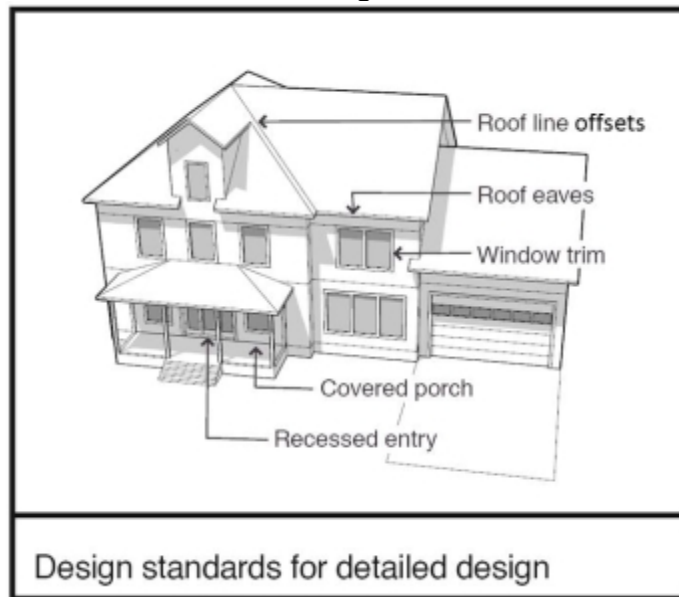 Roof line offsets
Roof eaves
Window trim
Covered porch
Recessed entry
Design standards for detailed design